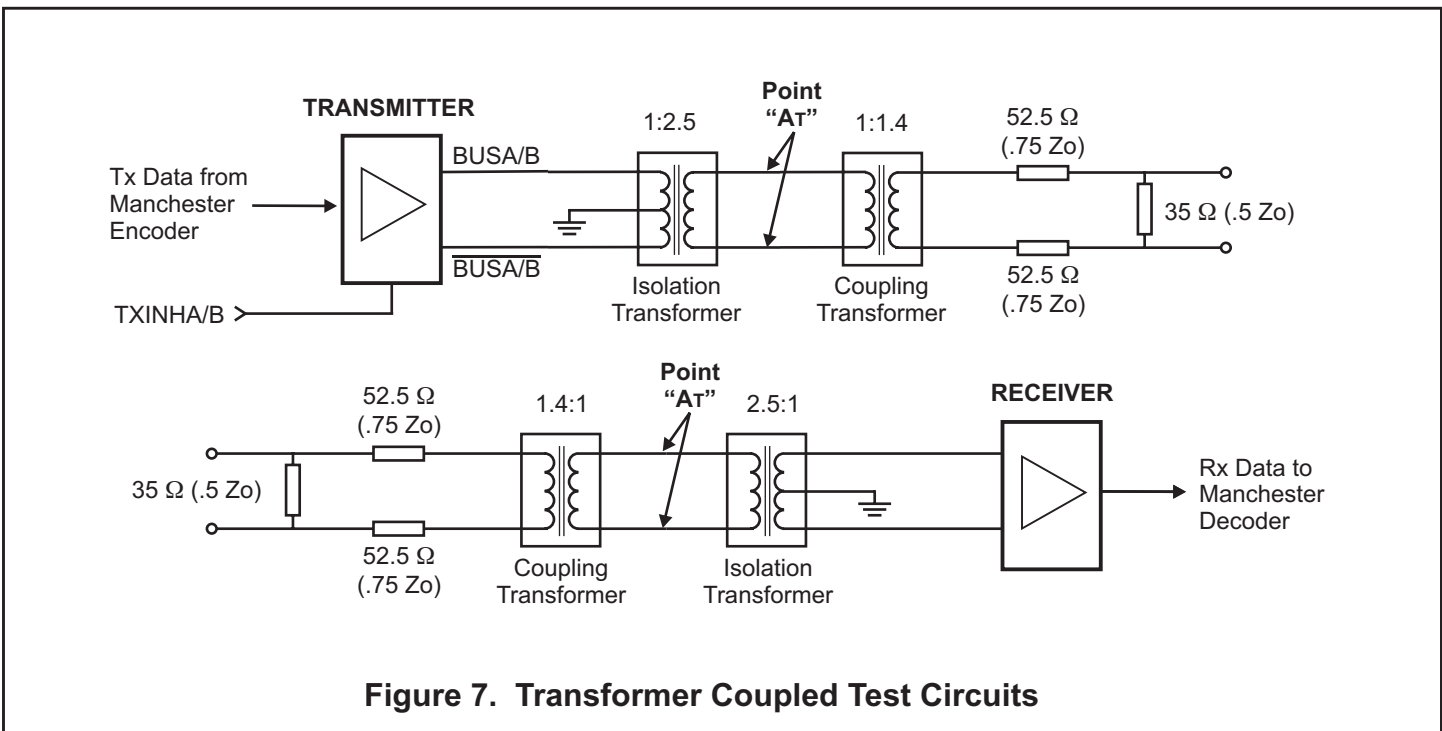 TRANSMITTER
Tx Data from
Manchester
Encoder
TXINHA/B
BUSA/B
B̅U̅S̅A̅/̅B̅
1:2.5
Isolation
Transformer
Point
“AT”
1:1.4
Coupling
Transformer
52.5 Ω
(.75 Zo)
35 Ω (.5 Zo)
52.5 Ω
(.75 Zo)
35 Ω (.5 Zo)
52.5 Ω
(.75 Zo)
52.5 Ω
(.75 Zo)
1.4:1
Coupling
Transformer
Point
“AT”
2.5:1
Isolation
Transformer
RECEIVER
Rx Data to
Manchester
Decoder
Figure 7. Transformer Coupled Test Circuits